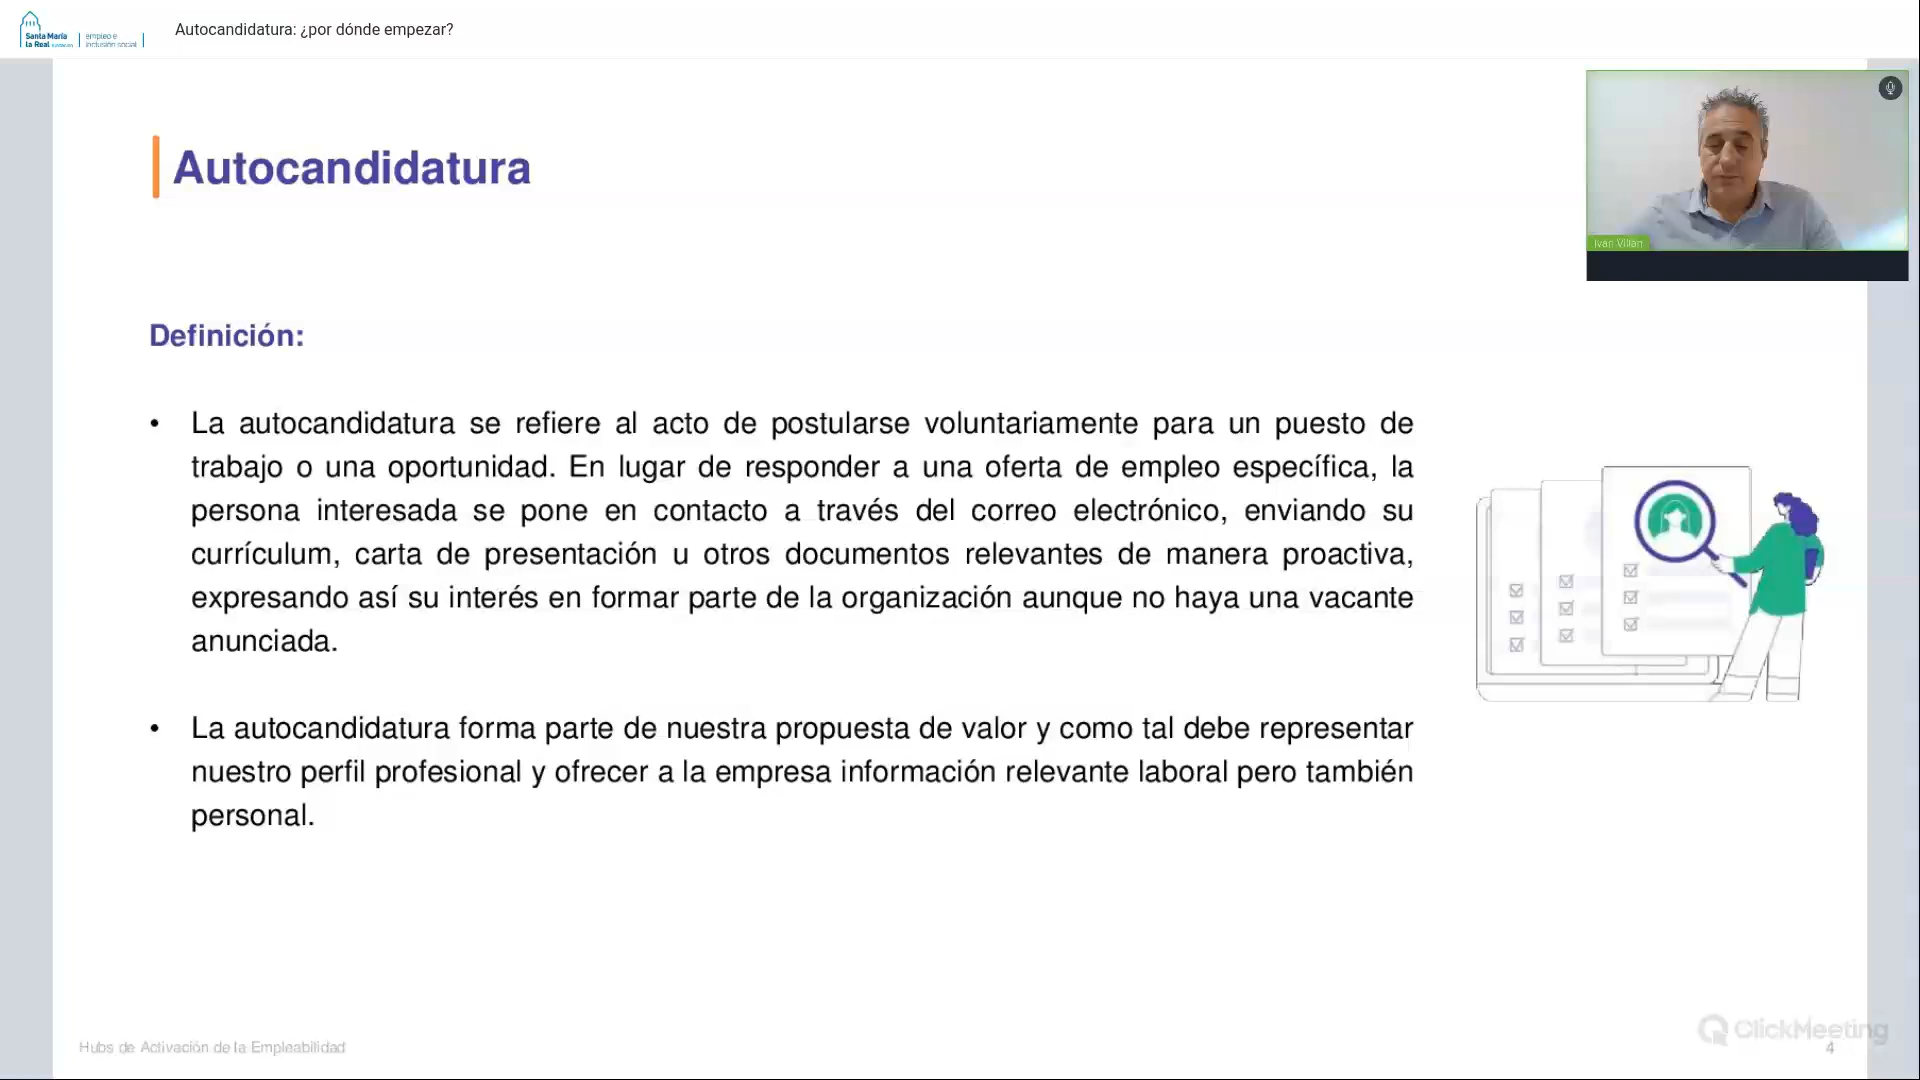 Santa María
la Real
empleo e
inclusión social
Autocandidatura: ¿por dónde empezar?
Autocandidatura
Ivan Villan
Definición:
• La autocandidatura se refiere al acto de postularse voluntariamente para un puesto de
trabajo o una oportunidad. En lugar de responder a una oferta de empleo específica, la
persona interesada se pone en contacto a través del correo electrónico, enviando su
currículum, carta de presentación u otros documentos relevantes de manera proactiva,
expresando así su interés en formar parte de la organización aunque no haya una vacante
anunciada.
• La autocandidatura forma parte de nuestra propuesta de valor y como tal debe representar
nuestro perfil profesional y ofrecer a la empresa información relevante laboral pero también
personal.
ClickMeeting
Hubs de Activación de la Empleabilidad
4